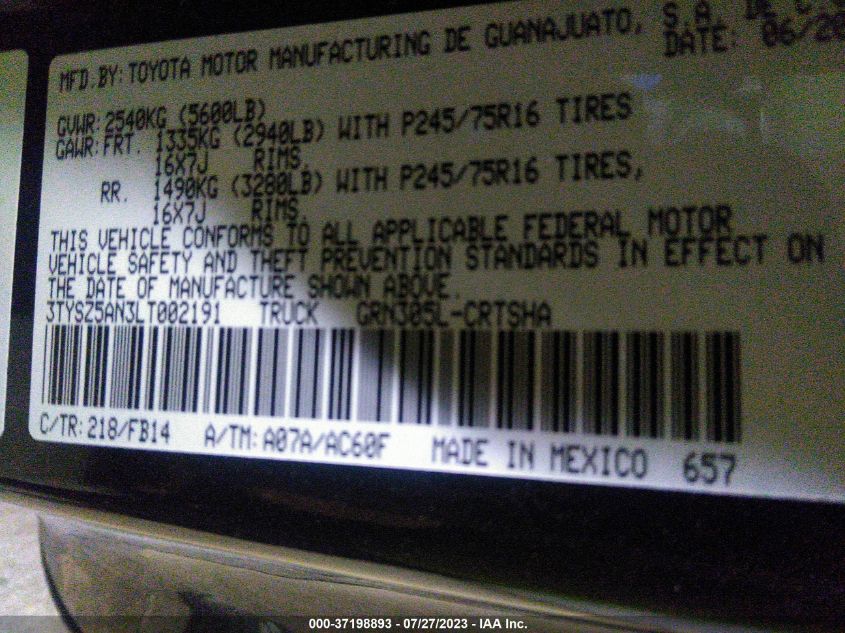 MFD.BY: TOYOTA MOTOR MANUFACTURING DE GUANAJUATO, S.A. DE C.
DATE: 06/20
GVWR: 2540KG (5600LB)
GAWR: FRT. 1335KG (2940LB) WITH P245/75R16 TIRES
16X7J RIMS,
RR. 1490KG (3280LB) WITH P245/75R16 TIRES,
16X7J RIMS,
THIS VEHICLE CONFORMS TO ALL APPLICABLE FEDERAL MOTOR
VEHICLE SAFETY AND THEFT PREVENTION STANDARDS IN EFFECT ON
THE DATE OF MANUFACTURE SHOWN ABOVE.
3TYSZ5AN3LT002191 TRUCK GRN305L-CRTSHA
C/TR: 218/FB14 A/TM: A07A/AC60F MADE IN MEXICO 657
000-37198893 / 07/27/2023 - IAA Inc.